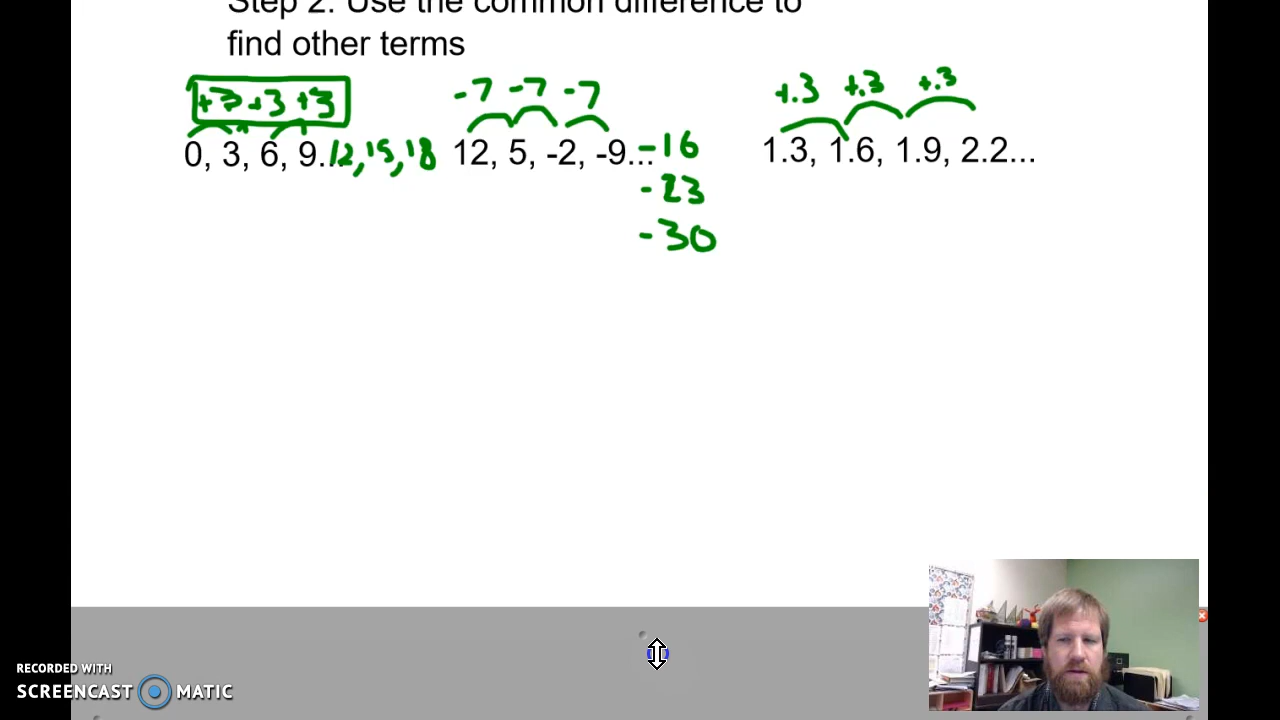 Step 2: Use the common difference to
find other terms
+3 +3 +3
-7 -7 -7
+.3 +.3 +.3
0, 3, 6, 9... 12, 15, 18
12, 5, -2, -9... -16
-23
-30
1.3, 1.6, 1.9, 2.2...
RECORDED WITH
SCREENCAST MATIC